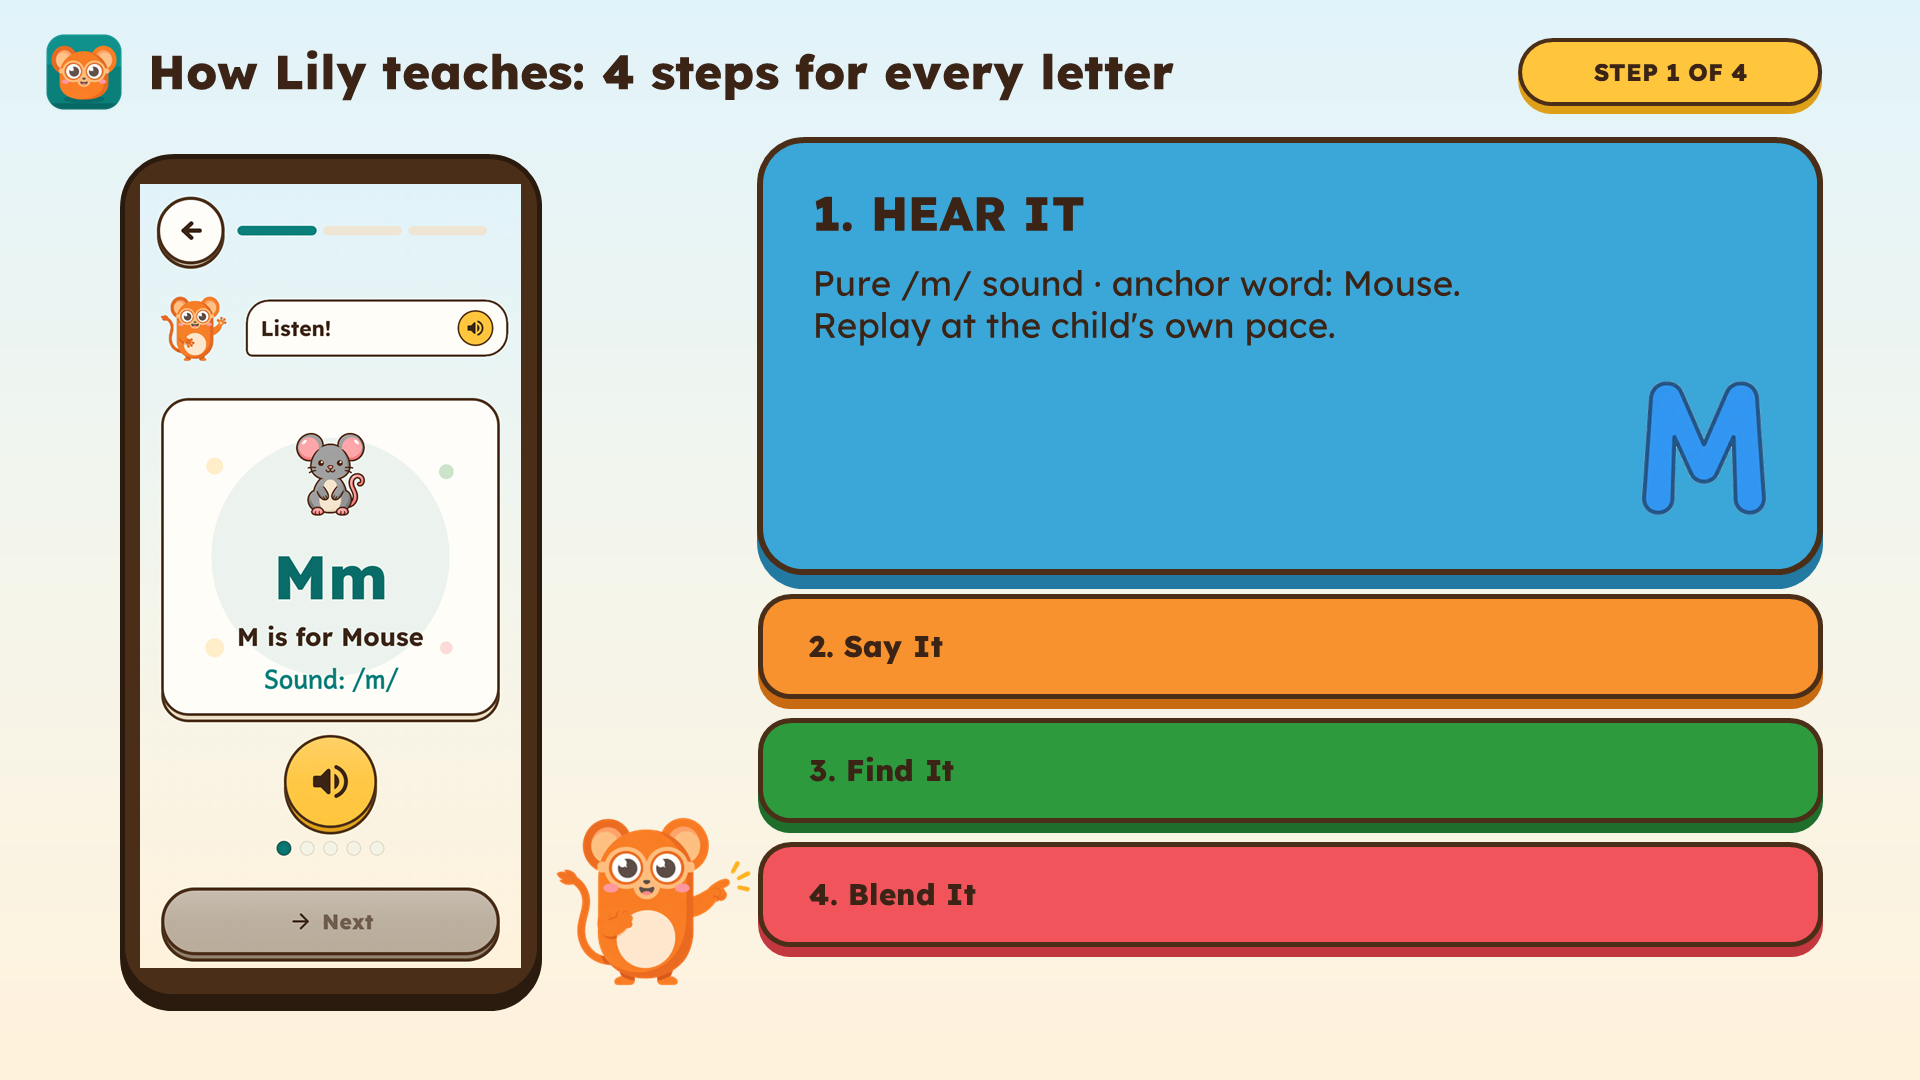 How Lily teaches: 4 steps for every letter
STEP 1 OF 4
Listen!
Mm
M is for Mouse
Sound: /m/
Next
1. HEAR IT
Pure /m/ sound · anchor word: Mouse.
Replay at the child's own pace.
M
2. Say It
3. Find It
4. Blend It